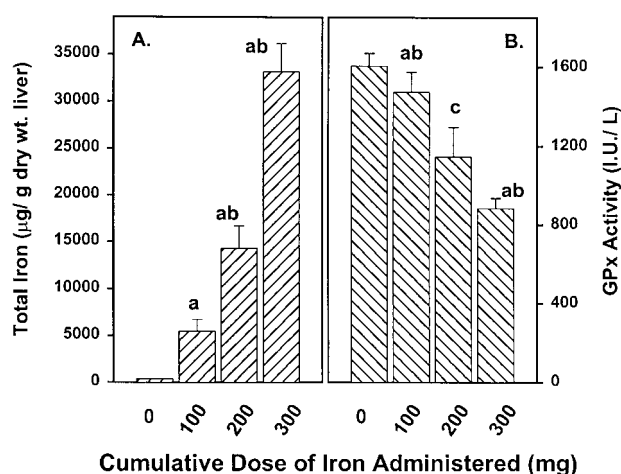 A.
B.
Total Iron (μg/ g dry wt. liver)
35000
30000
25000
20000
15000
10000
5000
0
a
ab
ab
0
100
200
300
ab
c
ab
0
100
200
300
1600
1200
800
400
0
GPx Activity (I.U./ L)
Cumulative Dose of Iron Administered (mg)